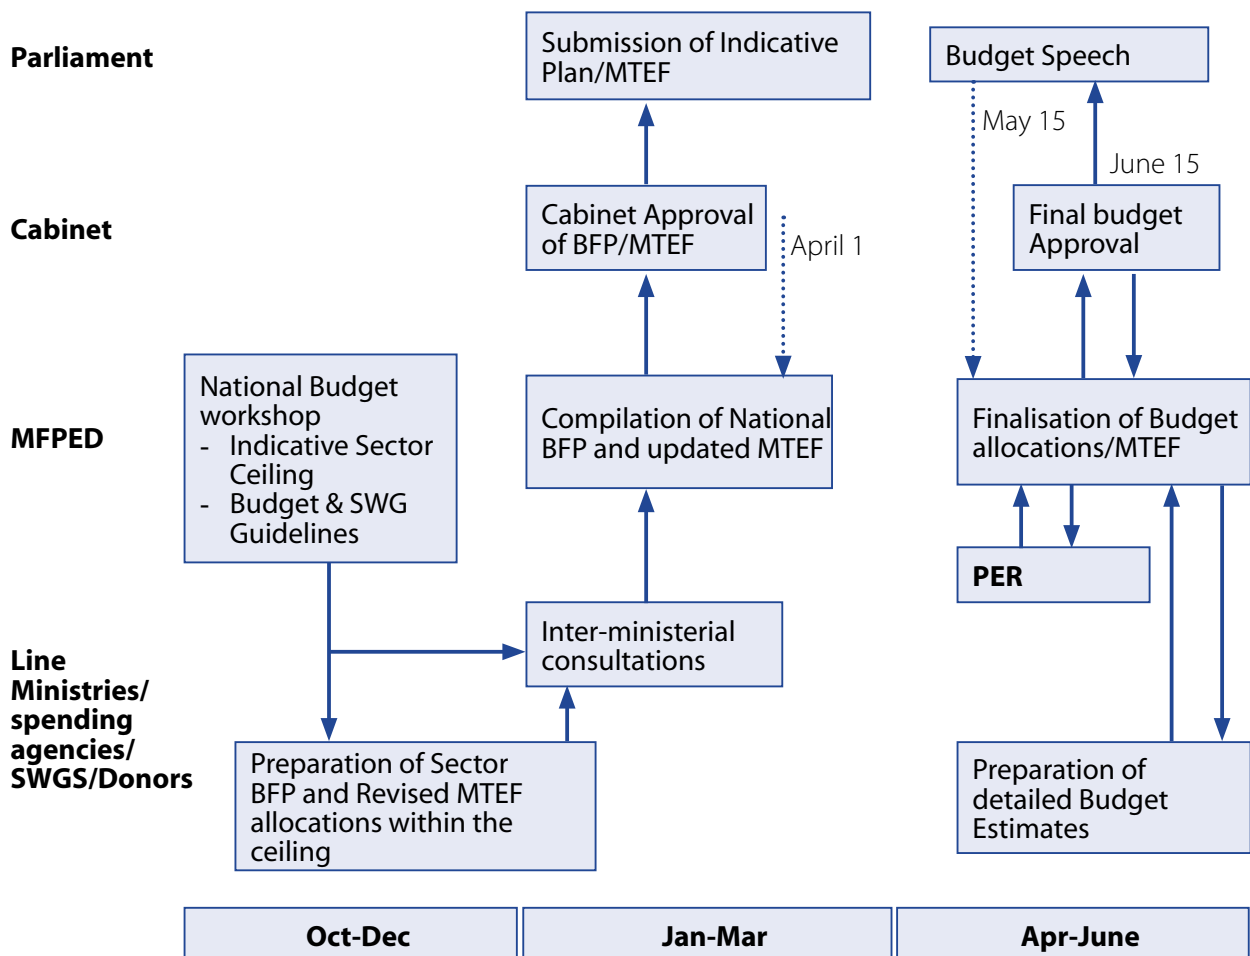 Parliament
Submission of Indicative
Plan/MTEF
Budget Speech
May 15
June 15
Cabinet
Cabinet Approval
of BFP/MTEF
April 1
Final budget
Approval
MFPED
National Budget
workshop
- Indicative Sector
Ceiling
- Budget & SWG
Guidelines
Compilation of National
BFP and updated MTEF
Finalisation of Budget
allocations/MTEF
PER
Line
Ministries/
spending
agencies/
SWGS/Donors
Inter-ministerial
consultations
Preparation of Sector
BFP and Revised MTEF
allocations within the
ceiling
Preparation of
detailed Budget
Estimates
Oct-Dec
Jan-Mar
Apr-June